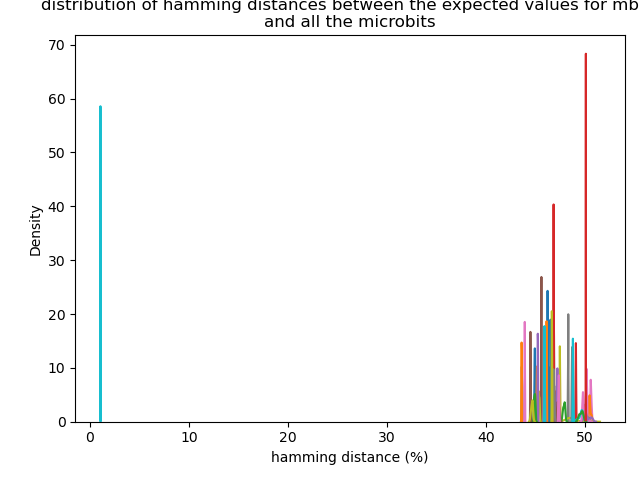 distribution of hamming distances between the expected values for mb
and all the microbits
70
60
50
40
30
20
10
0
Density
0 10 20 30 40 50
hamming distance (%)